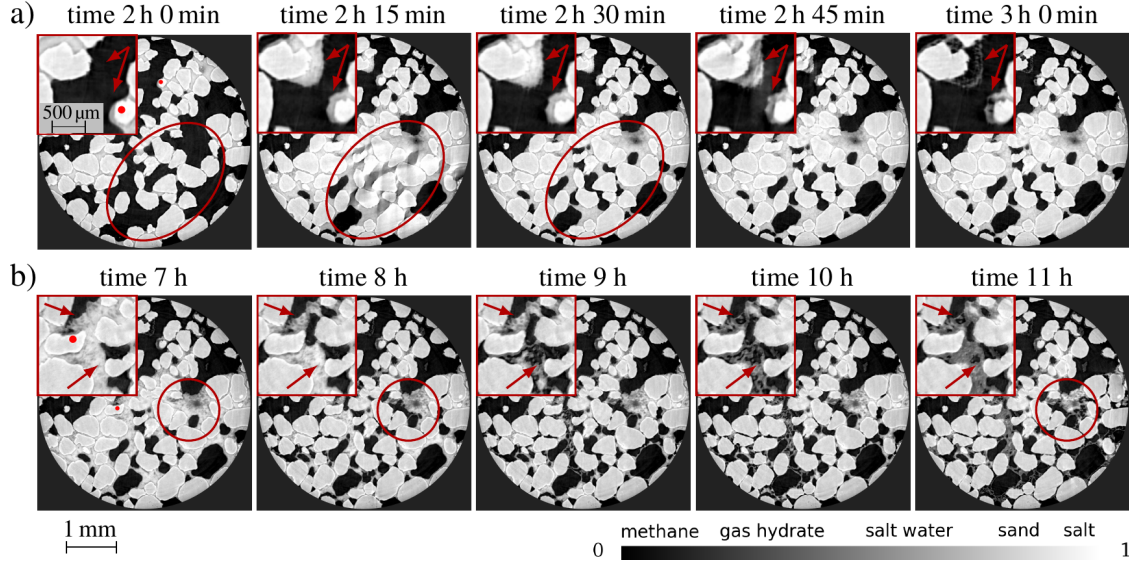 a)
time 2 h 0 min
time 2 h 15 min
time 2 h 30 min
time 2 h 45 min
time 3 h 0 min
500 µm
b)
time 7 h
time 8 h
time 9 h
time 10 h
time 11 h
1 mm
methane gas hydrate salt water sand salt
0 1